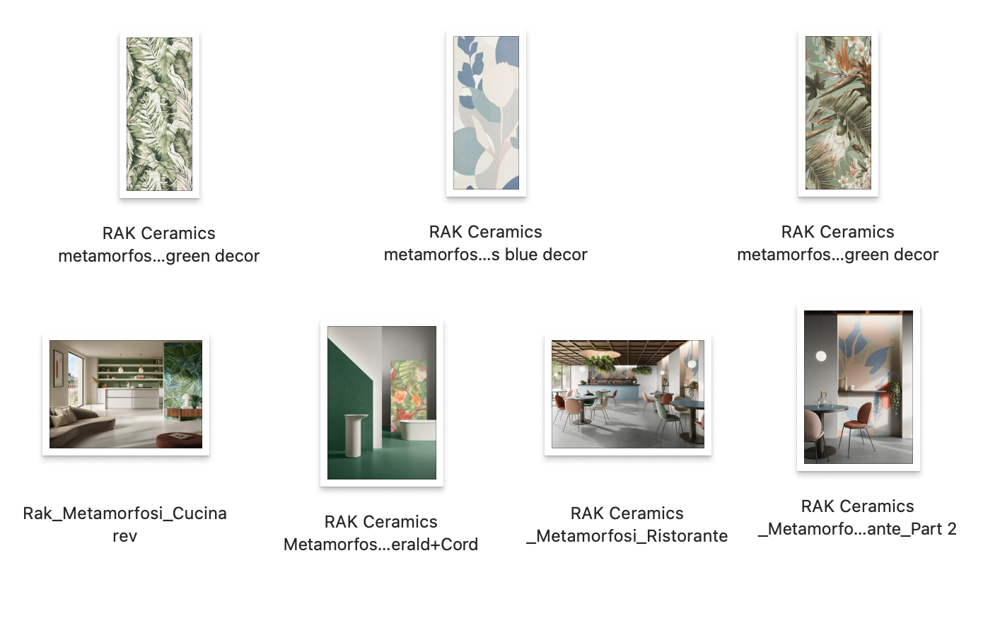 RAK Ceramics
metamorfos...green decor
RAK Ceramics
metamorfos...s blue decor
RAK Ceramics
metamorfos...green decor
Rak_Metamorfosi_Cucina
rev
RAK Ceramics
Metamorfos...erald+Cord
RAK Ceramics
_Metamorfosi_Ristorante
RAK Ceramics
_Metamorfo...ante_Part 2